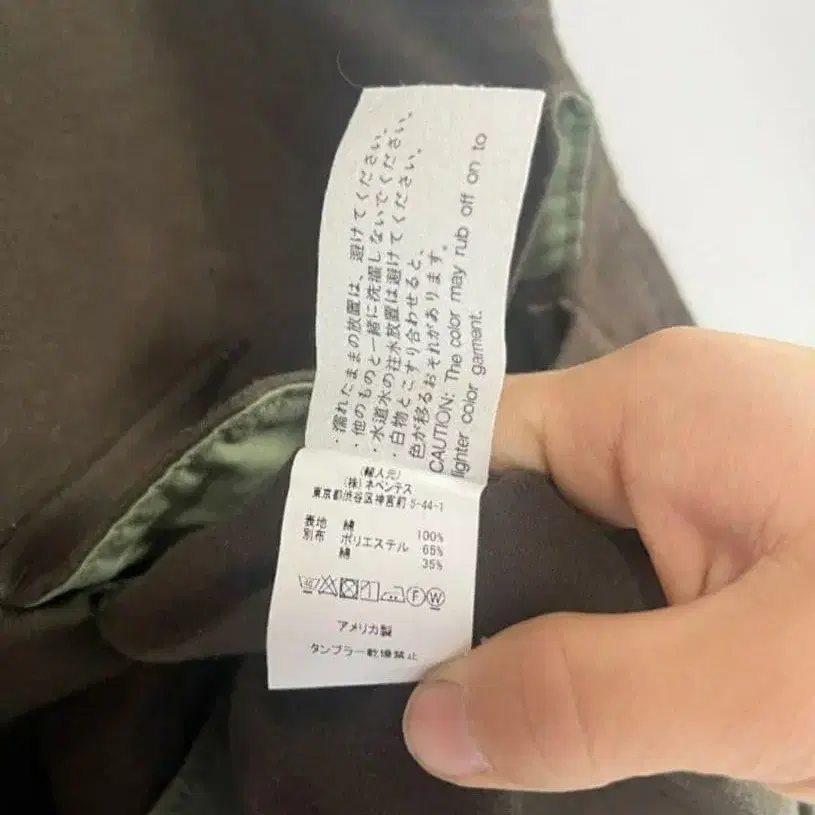 ・濡れたままの放置は、避けてください。
・他のものと一緒に洗濯しないでください。
・水道水の注水放置は避けてください。
・白物とこすり合わせると、
色が移るおそれがあります。
CAUTION: The color may rub off on to
lighter color garment.
(輸入元)
(株)ネペンテス
東京都渋谷区神宮前 5-44-1
表地 綿 100%
別布 ポリエステル 65%
綿 35%
F W
アメリカ製
タンブラー乾燥禁止